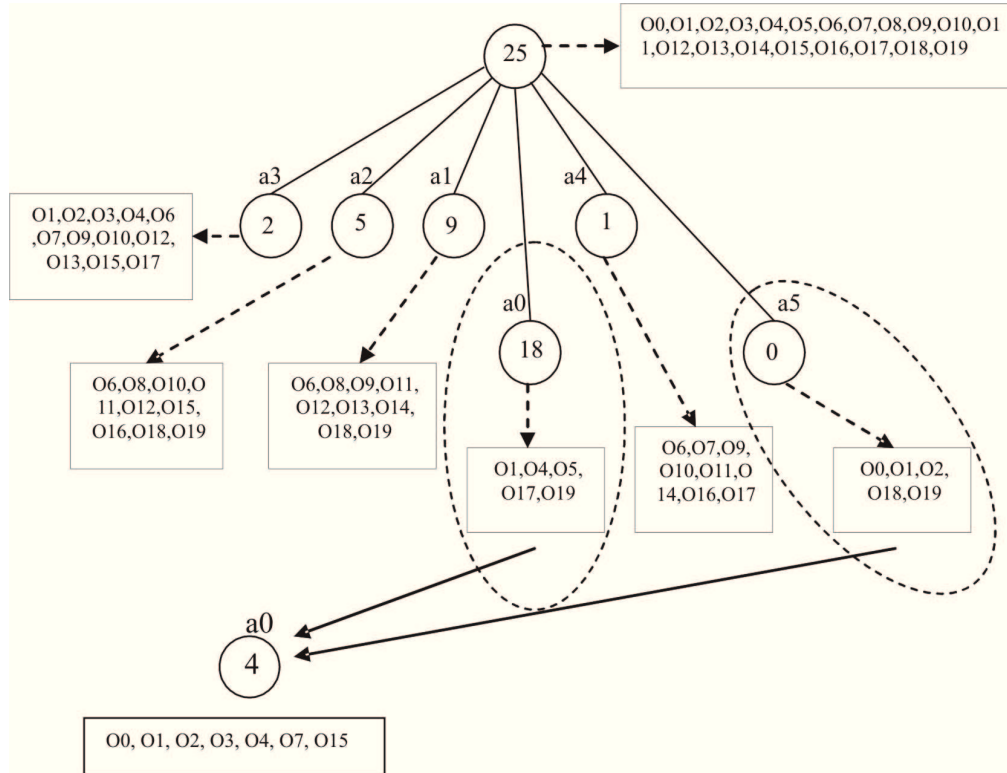 O0,O1,O2,O3,O4,O5,O6,O7,O8,O9,O10,O1
1,O12,O13,O14,O15,O16,O17,O18,O19
25
a3
a2
a1
a4
2
5
9
1
O1,O2,O3,O4,O6
,O7,O9,O10,O12,
O13,O15,O17
a0
a5
18
0
O6,O8,O10,O
11,O12,O15,
O16,O18,O19
O6,O8,O9,O11,
O12,O13,O14,
O18,O19
O1,O4,O5,
O17,O19
O6,O7,O9,
O10,O11,O
14,O16,O17
O0,O1,O2,
O18,O19
a0
4
O0, O1, O2, O3, O4, O7, O15